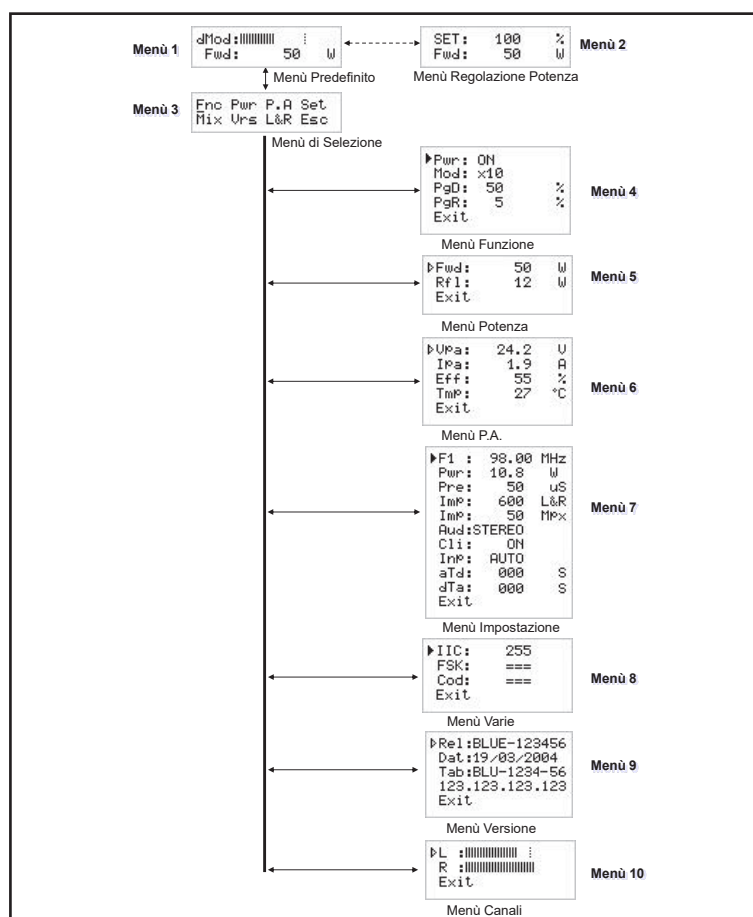 Menù 1
dMod:
Fwd: 50 W
SET: 100 %
Fwd: 50 W
Menù 2
Menù Predefinito
Menù Regolazione Potenza
Menù 3
Fnc Pwr P.A Set
Mix Vrs L&R Esc
Menù di Selezione
Pwr: ON
Mod: x10
PgD: 50 %
PgR: 5 %
Exit
Menù 4
Menù Funzione
Fwd: 50 W
Rfl: 12 W
Exit
Menù 5
Menù Potenza
Vpa: 24.2 V
Ipa: 1.9 A
Eff: 55 %
Tmp: 27 °C
Exit
Menù 6
Menù P.A.
F1 : 98.00 MHz
Pwr: 10.8 W
Pre: 50 uS
Imp: 600 L&R
Imp: 50 Mpx
Aud:STEREO
Cli: ON
Inp: AUTO
aTd: 000 S
dTa: 000 S
Exit
Menù 7
Menù Impostazione
IIC: 255
FSK: ===
Cod: ===
Exit
Menù 8
Menù Varie
Rel:BLUE-123456
Dat:19/03/2004
Tab:BLU-1234-56
123.123.123.123
Exit
Menù 9
Menù Versione
L :
R :
Exit
Menù 10
Menù Canali